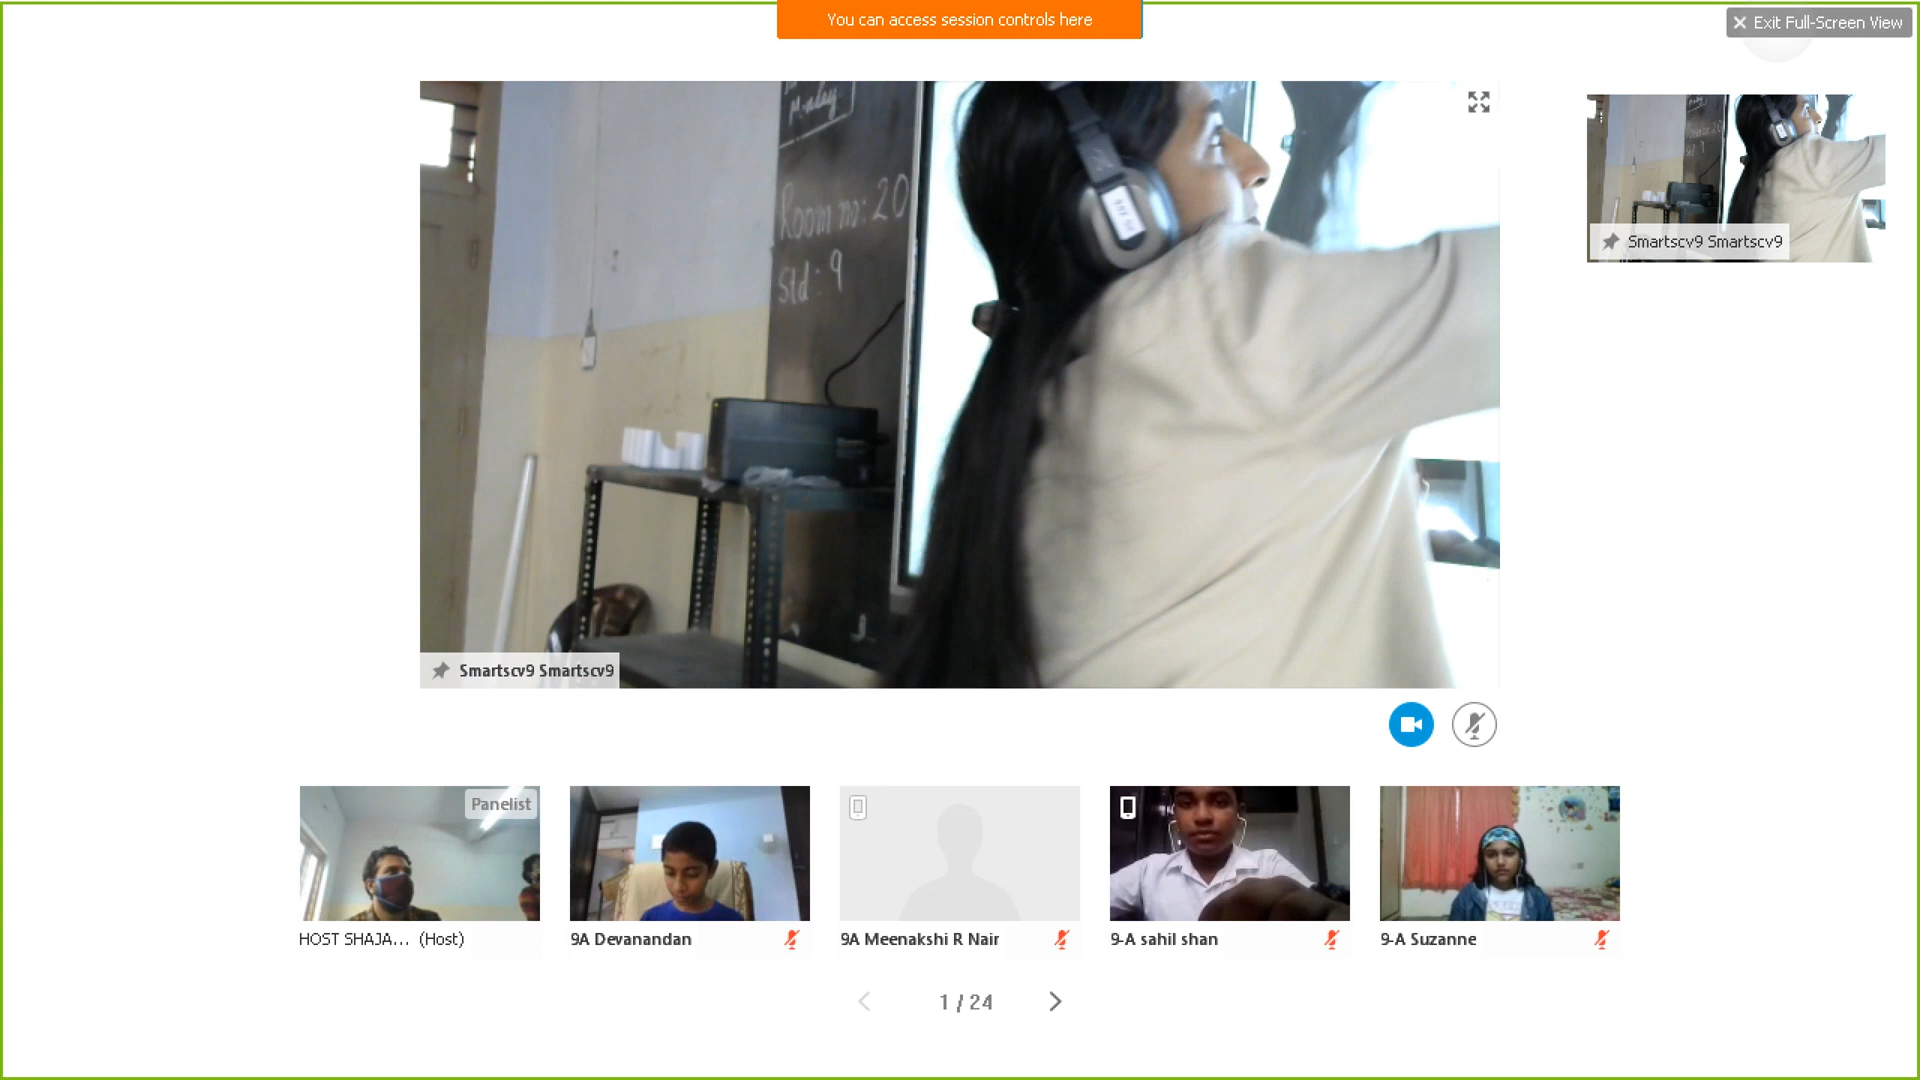 You can access session controls here
Exit Full-Screen View
Room no: 20
Std: 9
Smartscv9 Smartscv9
Smartscv9 Smartscv9
Panelist
HOST SHAJA... (Host)
9A Devanandan
9A Meenakshi R Nair
9-A sahil shan
9-A Suzanne
1 / 24